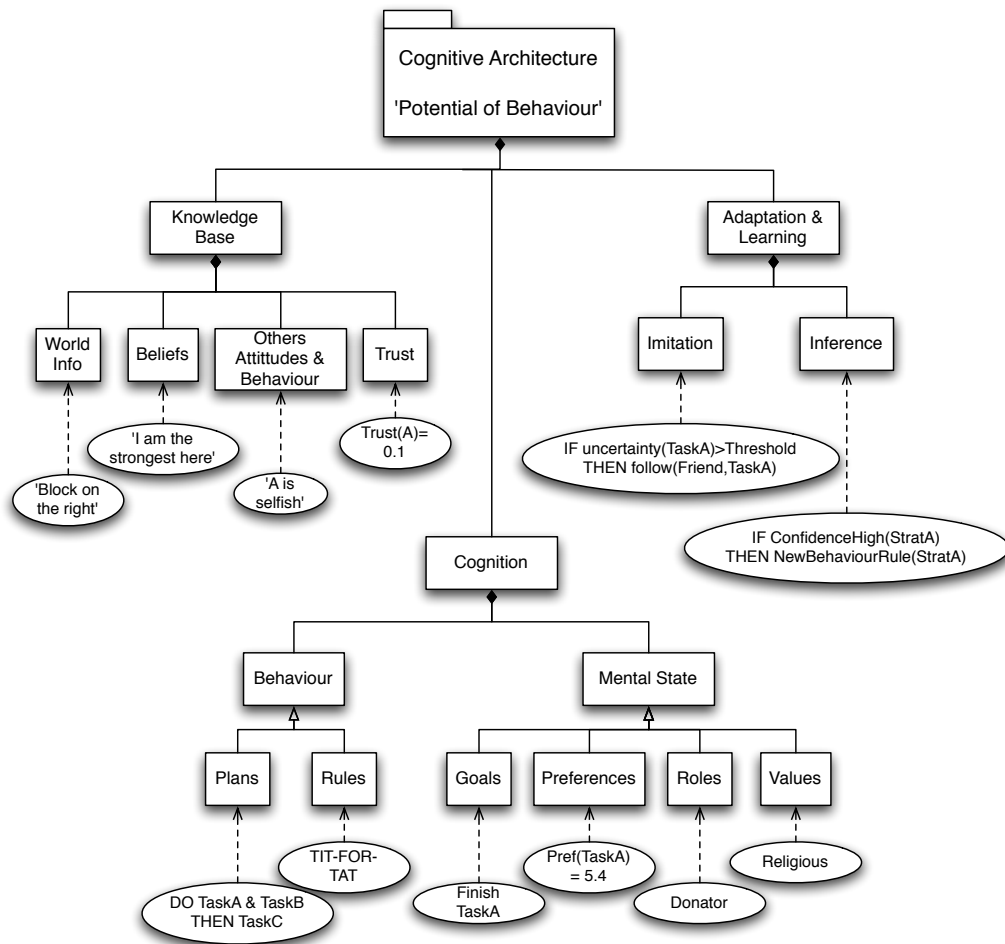 Cognitive Architecture
'Potential of Behaviour'
Knowledge
Base
Adaptation &
Learning
World
Info
Beliefs
Others
Attittudes &
Behaviour
Trust
Imitation
Inference
'I am the
strongest here'
Trust(A)=
0.1
'Block on
the right'
'A is
selfish'
IF uncertainty(TaskA)>Threshold
THEN follow(Friend,TaskA)
IF ConfidenceHigh(StratA)
THEN NewBehaviourRule(StratA)
Cognition
Behaviour
Mental State
Plans
Rules
Goals
Preferences
Roles
Values
TIT-FOR-
TAT
Pref(TaskA)
= 5.4
Religious
DO TaskA & TaskB
THEN TaskC
Finish
TaskA
Donator